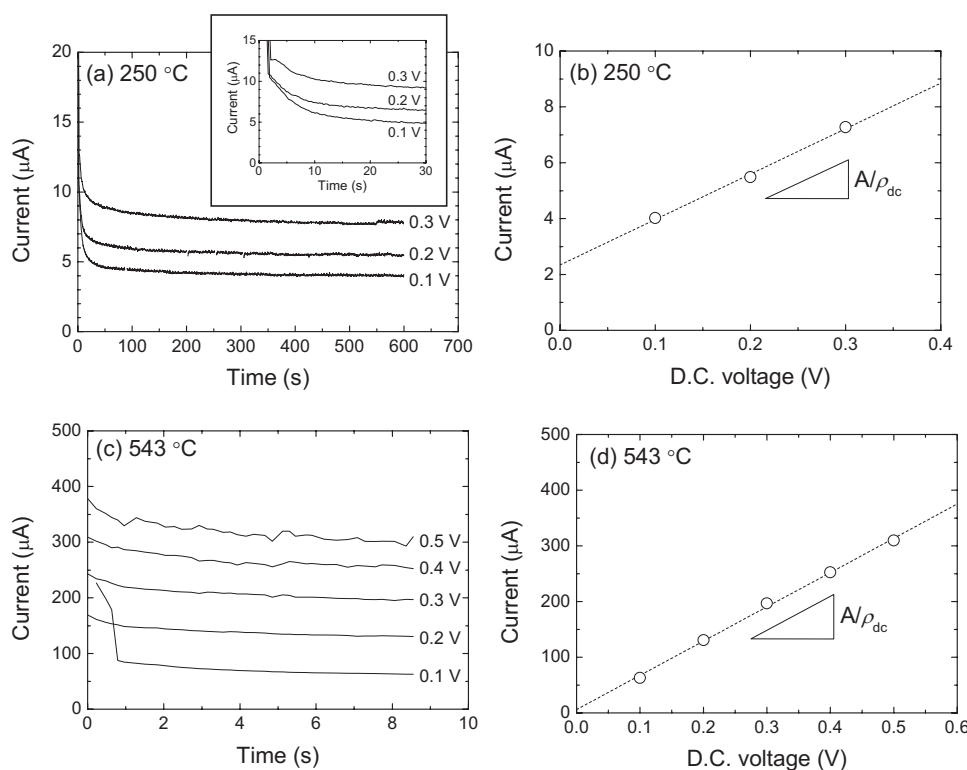 (a) 250 °C
Current (μA)
20
15
10
5
0
0 100 200 300 400 500 600 700
Time (s)
0.3 V
0.2 V
0.1 V
Current (μA)
15
10
5
0
0 10 20 30
Time (s)
0.3 V
0.2 V
0.1 V
(b) 250 °C
Current (μA)
10
8
6
4
2
0
0.0 0.1 0.2 0.3 0.4
D.C. voltage (V)
A/ρdc
(c) 543 °C
Current (μA)
500
400
300
200
100
0
0 2 4 6 8 10
Time (s)
0.5 V
0.4 V
0.3 V
0.2 V
0.1 V
(d) 543 °C
Current (μA)
500
400
300
200
100
0
0.0 0.1 0.2 0.3 0.4 0.5 0.6
D.C. voltage (V)
A/ρdc